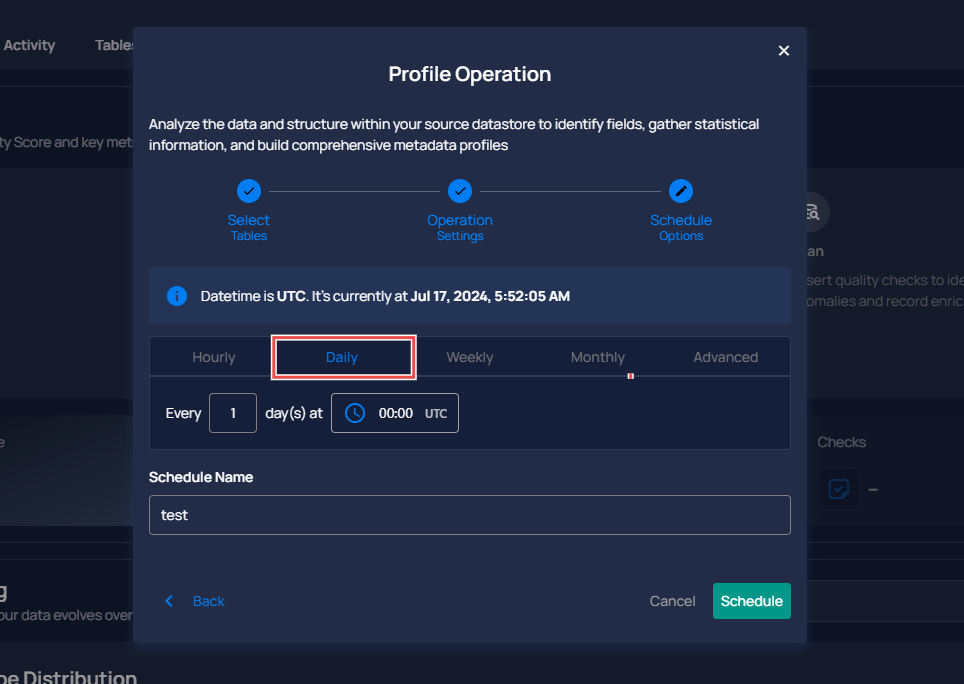 Activity Tables
Profile Operation
Analyze the data and structure within your source datastore to identify fields, gather statistical
information, and build comprehensive metadata profiles
ty Score and key met
Select
Tables
Operation
Settings
Schedule
Options
an
sert quality checks to ide
omalies and record enric
Datetime is UTC. It's currently at Jul 17, 2024, 5:52:05 AM
Hourly Daily Weekly Monthly Advanced
Every 1 day(s) at 00:00 UTC
e
Checks
–
Schedule Name
test
g
our data evolves over
Back Cancel Schedule
pe Distribution